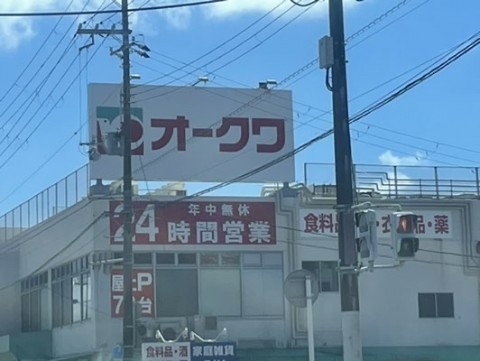 オークワ
年中無休
24時間営業
食料品・酒・衣料品・薬
屋上P
7台
食料品・酒
家庭雑貨